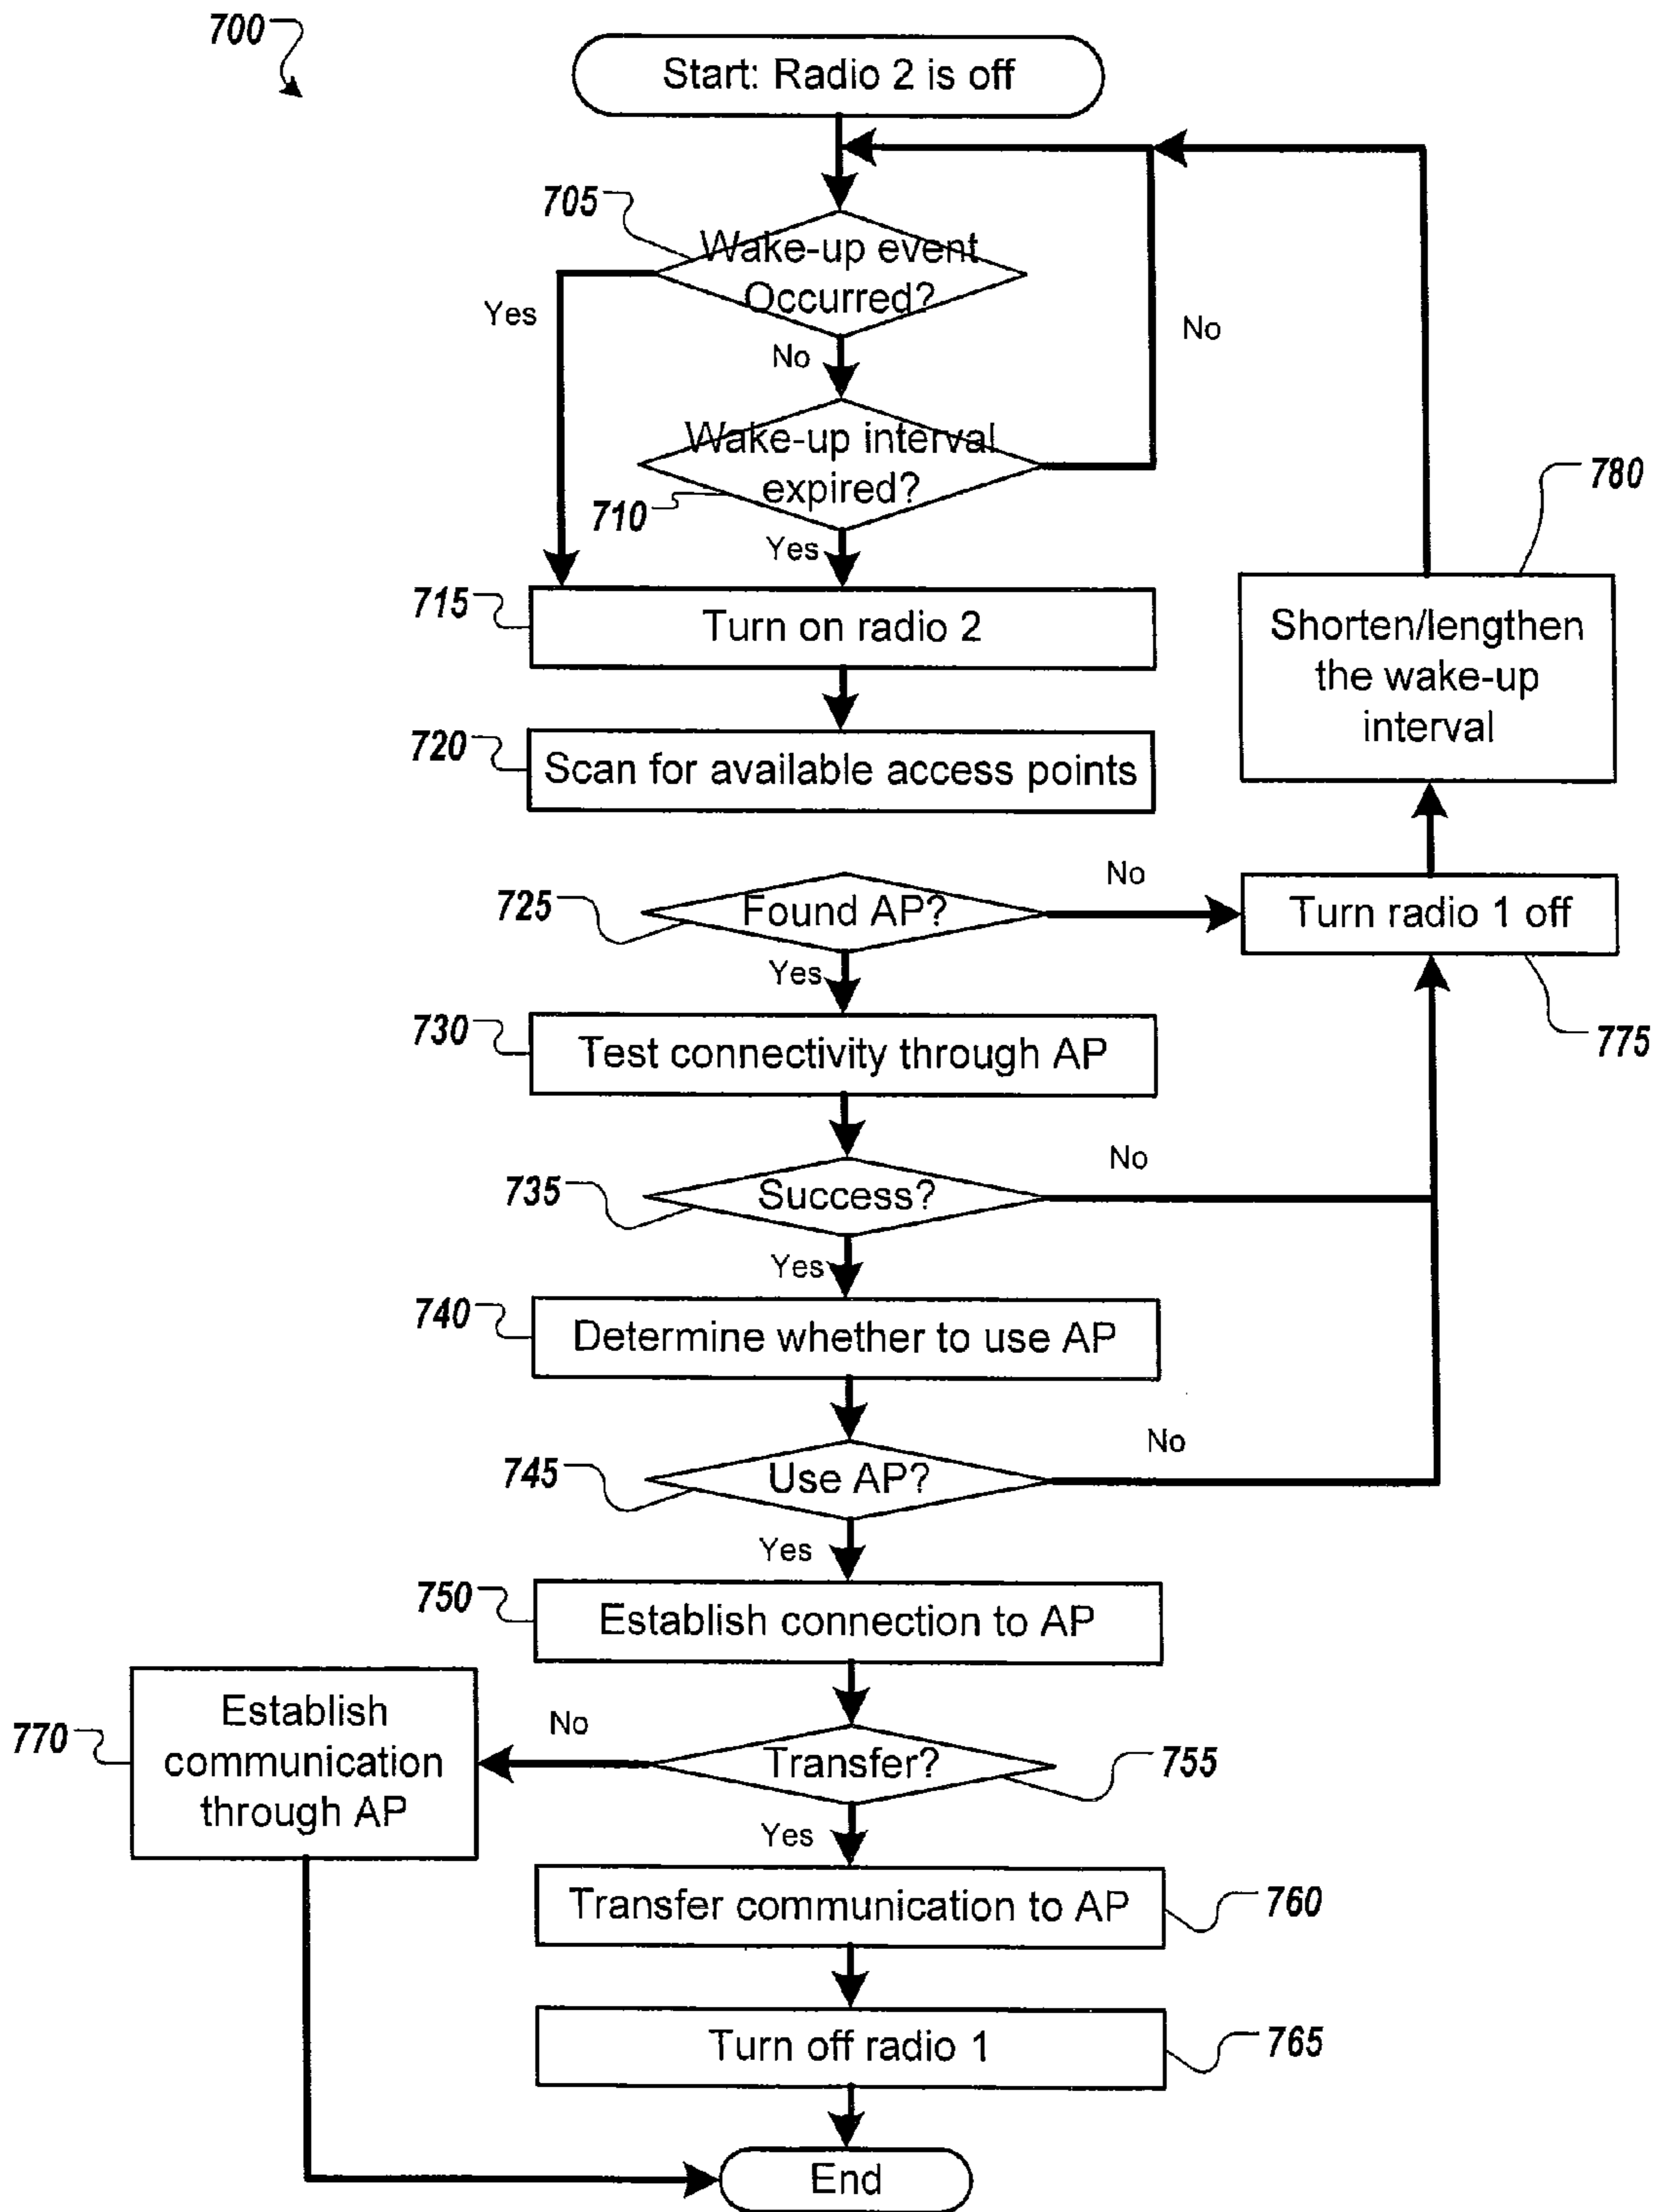 700
Start: Radio 2 is off
705
Wake-up event
Occurred?
Yes
No
No
Wake-up interval
expired?
710
Yes
780
Shorten/lengthen
the wake-up
interval
715
Turn on radio 2
720
Scan for available access points
No
725
Found AP?
Turn radio 1 off
Yes
775
730
Test connectivity through AP
No
735
Success?
Yes
740
Determine whether to use AP
No
745
Use AP?
Yes
750
Establish connection to AP
770
Establish
communication
through AP
No
Transfer?
755
Yes
Transfer communication to AP
760
Turn off radio 1
765
End